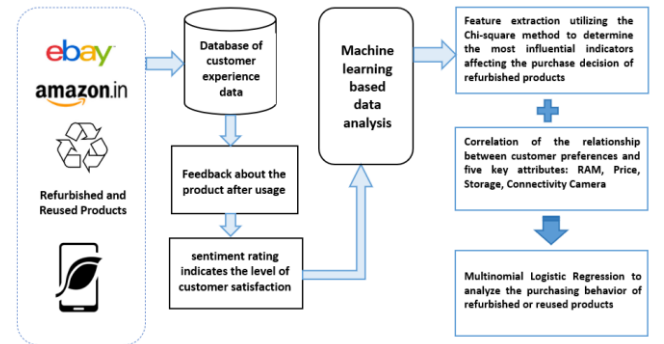 ebay
amazon.in
Refurbished and
Reused Products
Database of
customer
experience
data
Feedback about the
product after usage
sentiment rating
indicates the level of
customer satisfaction
Machine
learning
based
data
analysis
Feature extraction utilizing the
Chi-square method to determine
the most influential indicators
affecting the purchase decision of
refurbished products
Correlation of the relationship
between customer preferences and
five key attributes: RAM, Price,
Storage, Connectivity Camera
Multinomial Logistic Regression to
analyze the purchasing behavior of
refurbished or reused products